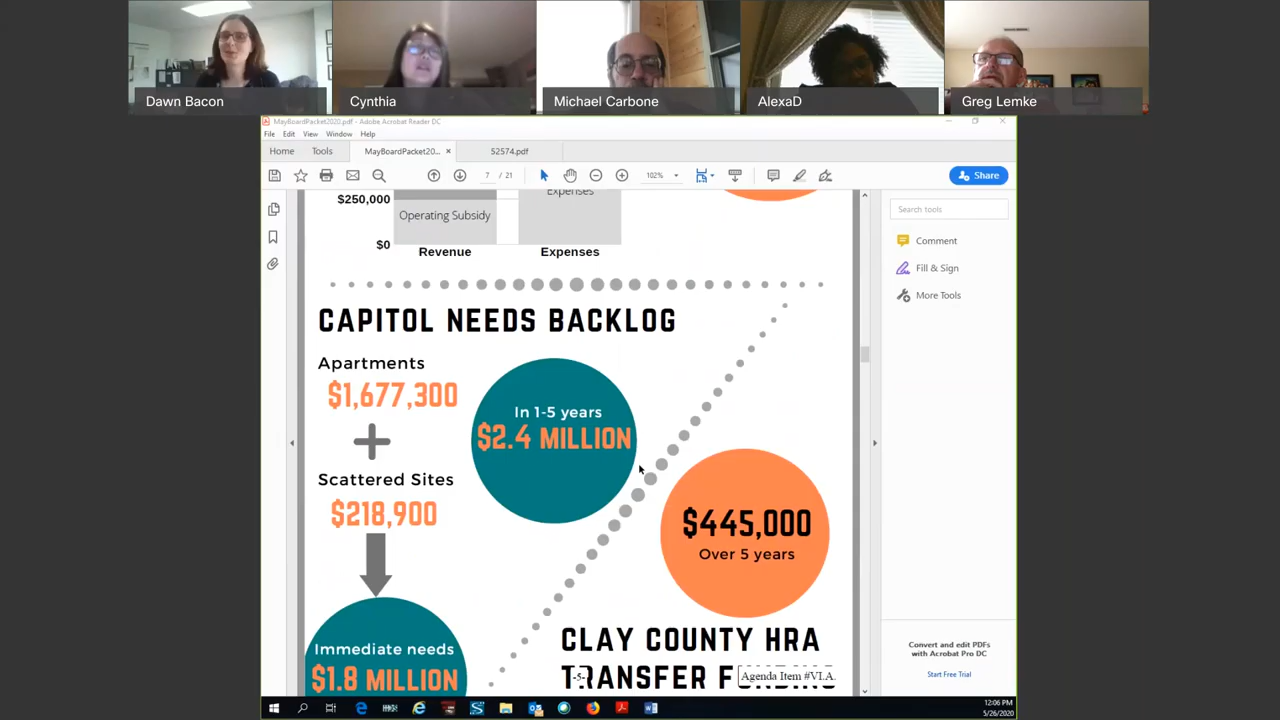 Dawn Bacon
Cynthia
Michael Carbone
AlexaD
Greg Lemke
MayBoardPacket2020.pdf - Adobe Acrobat Reader DC
File Edit View Window Help
Home Tools MayBoardPacket20... × 52574.pdf
7 / 21 102% Share
Search tools
Comment
Fill & Sign
More Tools
$250,000
Operating Subsidy
Expenses
$0
Revenue Expenses
CAPITOL NEEDS BACKLOG
Apartments
$1,677,300
+
Scattered Sites
$218,900
In 1-5 years
$2.4 MILLION
$445,000
Over 5 years
Immediate needs
$1.8 MILLION
CLAY COUNTY HRA
TRANSFER FUNDING
-5-
Agenda Item #VI.A.
Convert and edit PDFs
with Acrobat Pro DC
Start Free Trial
12:06 PM
5/26/2020